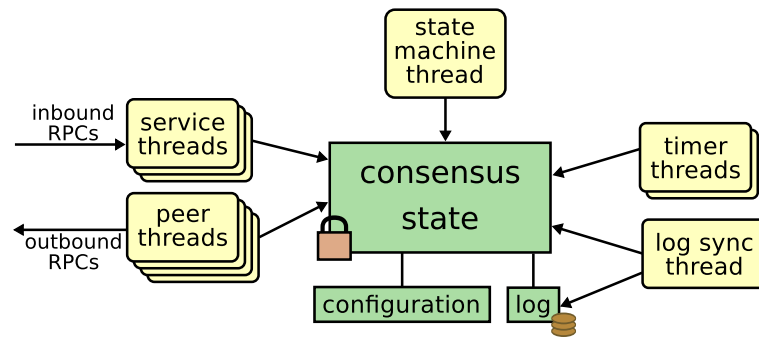 state
machine
thread
inbound
RPCs
service
threads
timer
threads
consensus
state
peer
threads
outbound
RPCs
log sync
thread
configuration
log